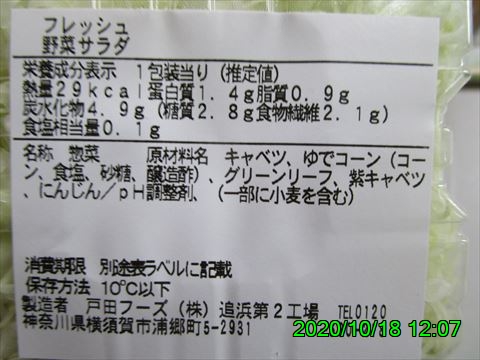 フレッシュ
野菜サラダ
栄養成分表示 1包装当り(推定値)
熱量29kcal蛋白質1.4g脂質0.9g
炭水化物4.9g(糖質2.8g食物繊維2.1g)
食塩相当量0.1g
名称 惣菜 原材料名 キャベツ、ゆでコーン(コー
ン、食塩、砂糖、醸造酢)、グリーンリーフ、紫キャベツ
、にんじん/pH調整剤、(一部に小麦を含む)
消費期限 別途表ラベルに記載
保存方法 10℃以下
製造者 戸田フーズ(株)追浜第2工場 TEL0120
神奈川県横須賀市浦郷町5-2931
2020/10/18 12:07